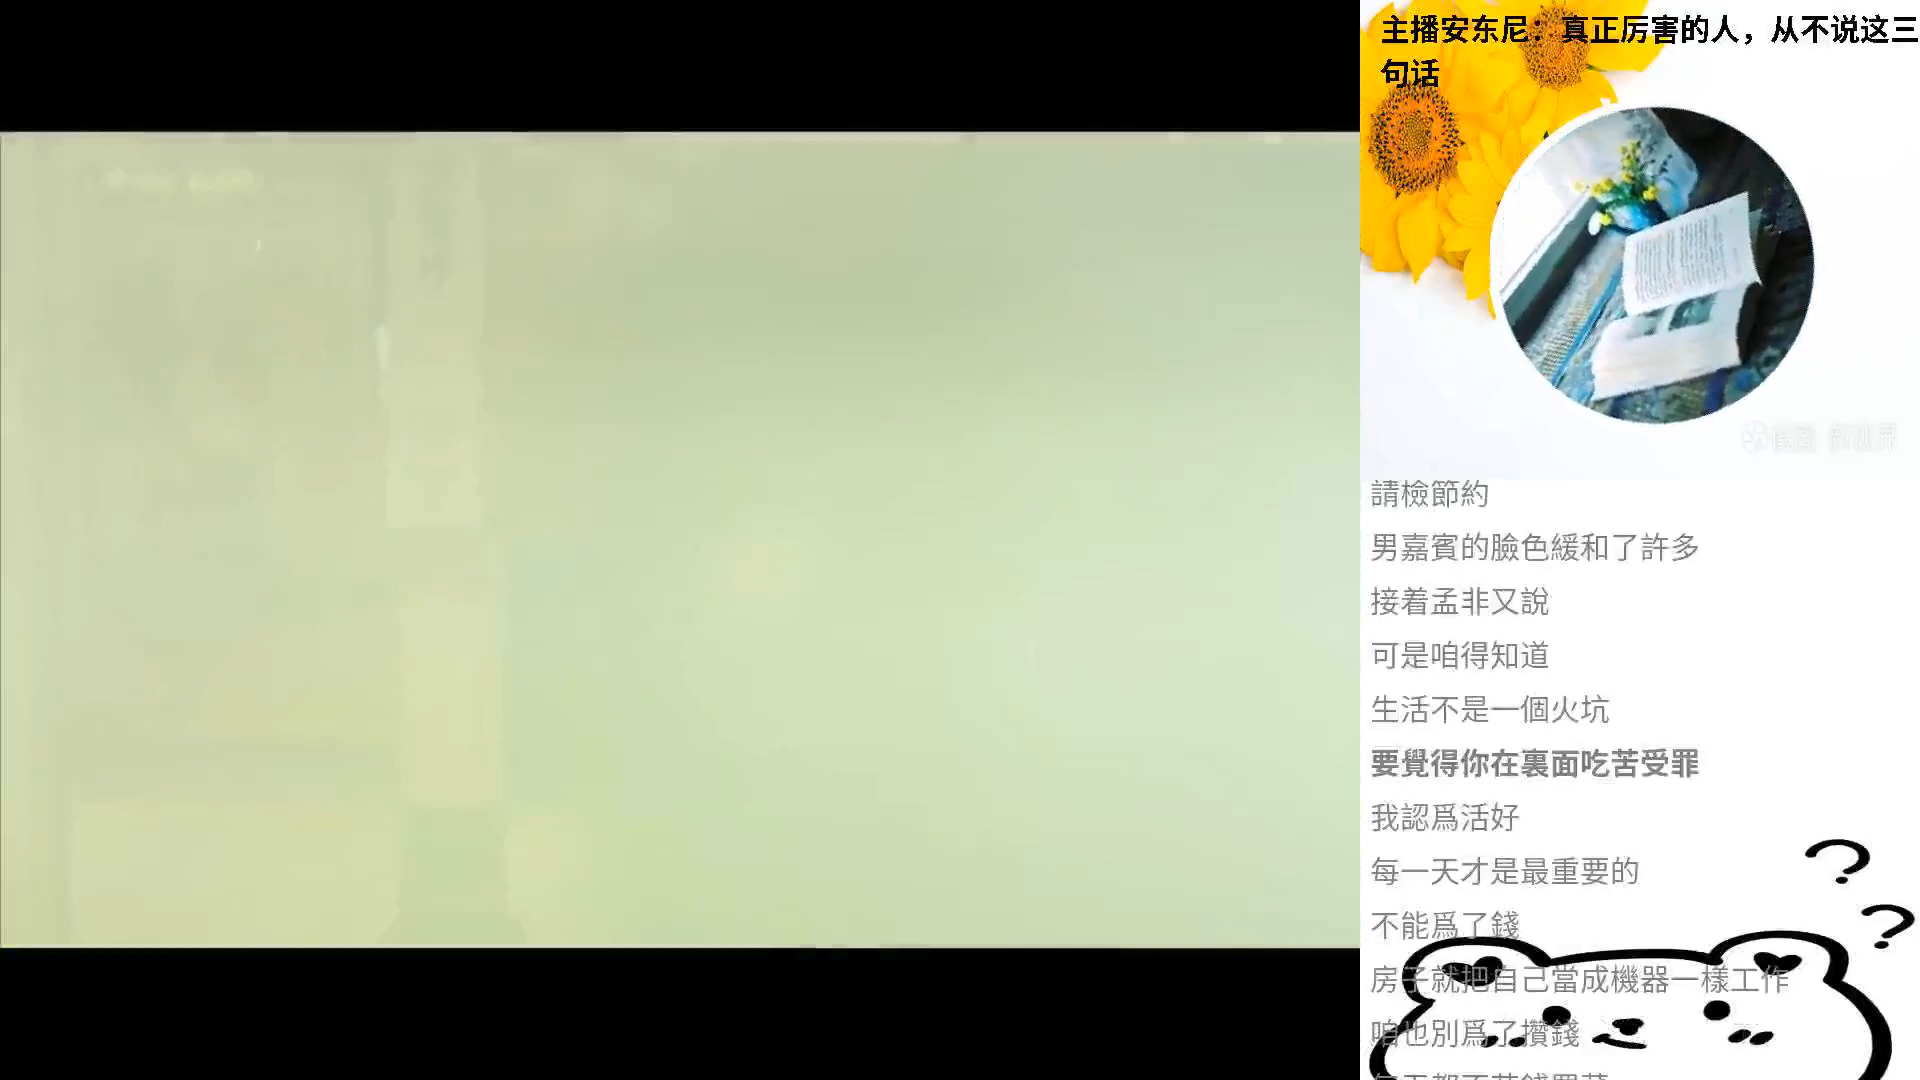 主播安东尼：真正厉害的人，从不说这三
句话
請檢節約
男嘉賓的臉色緩和了許多
接着孟非又說
可是咱得知道
生活不是一個火坑
要覺得你在裏面吃苦受罪
我認爲活好
每一天才是最重要的
不能爲了錢
房子就把自己當成機器一樣工作
咱也別爲了攢錢